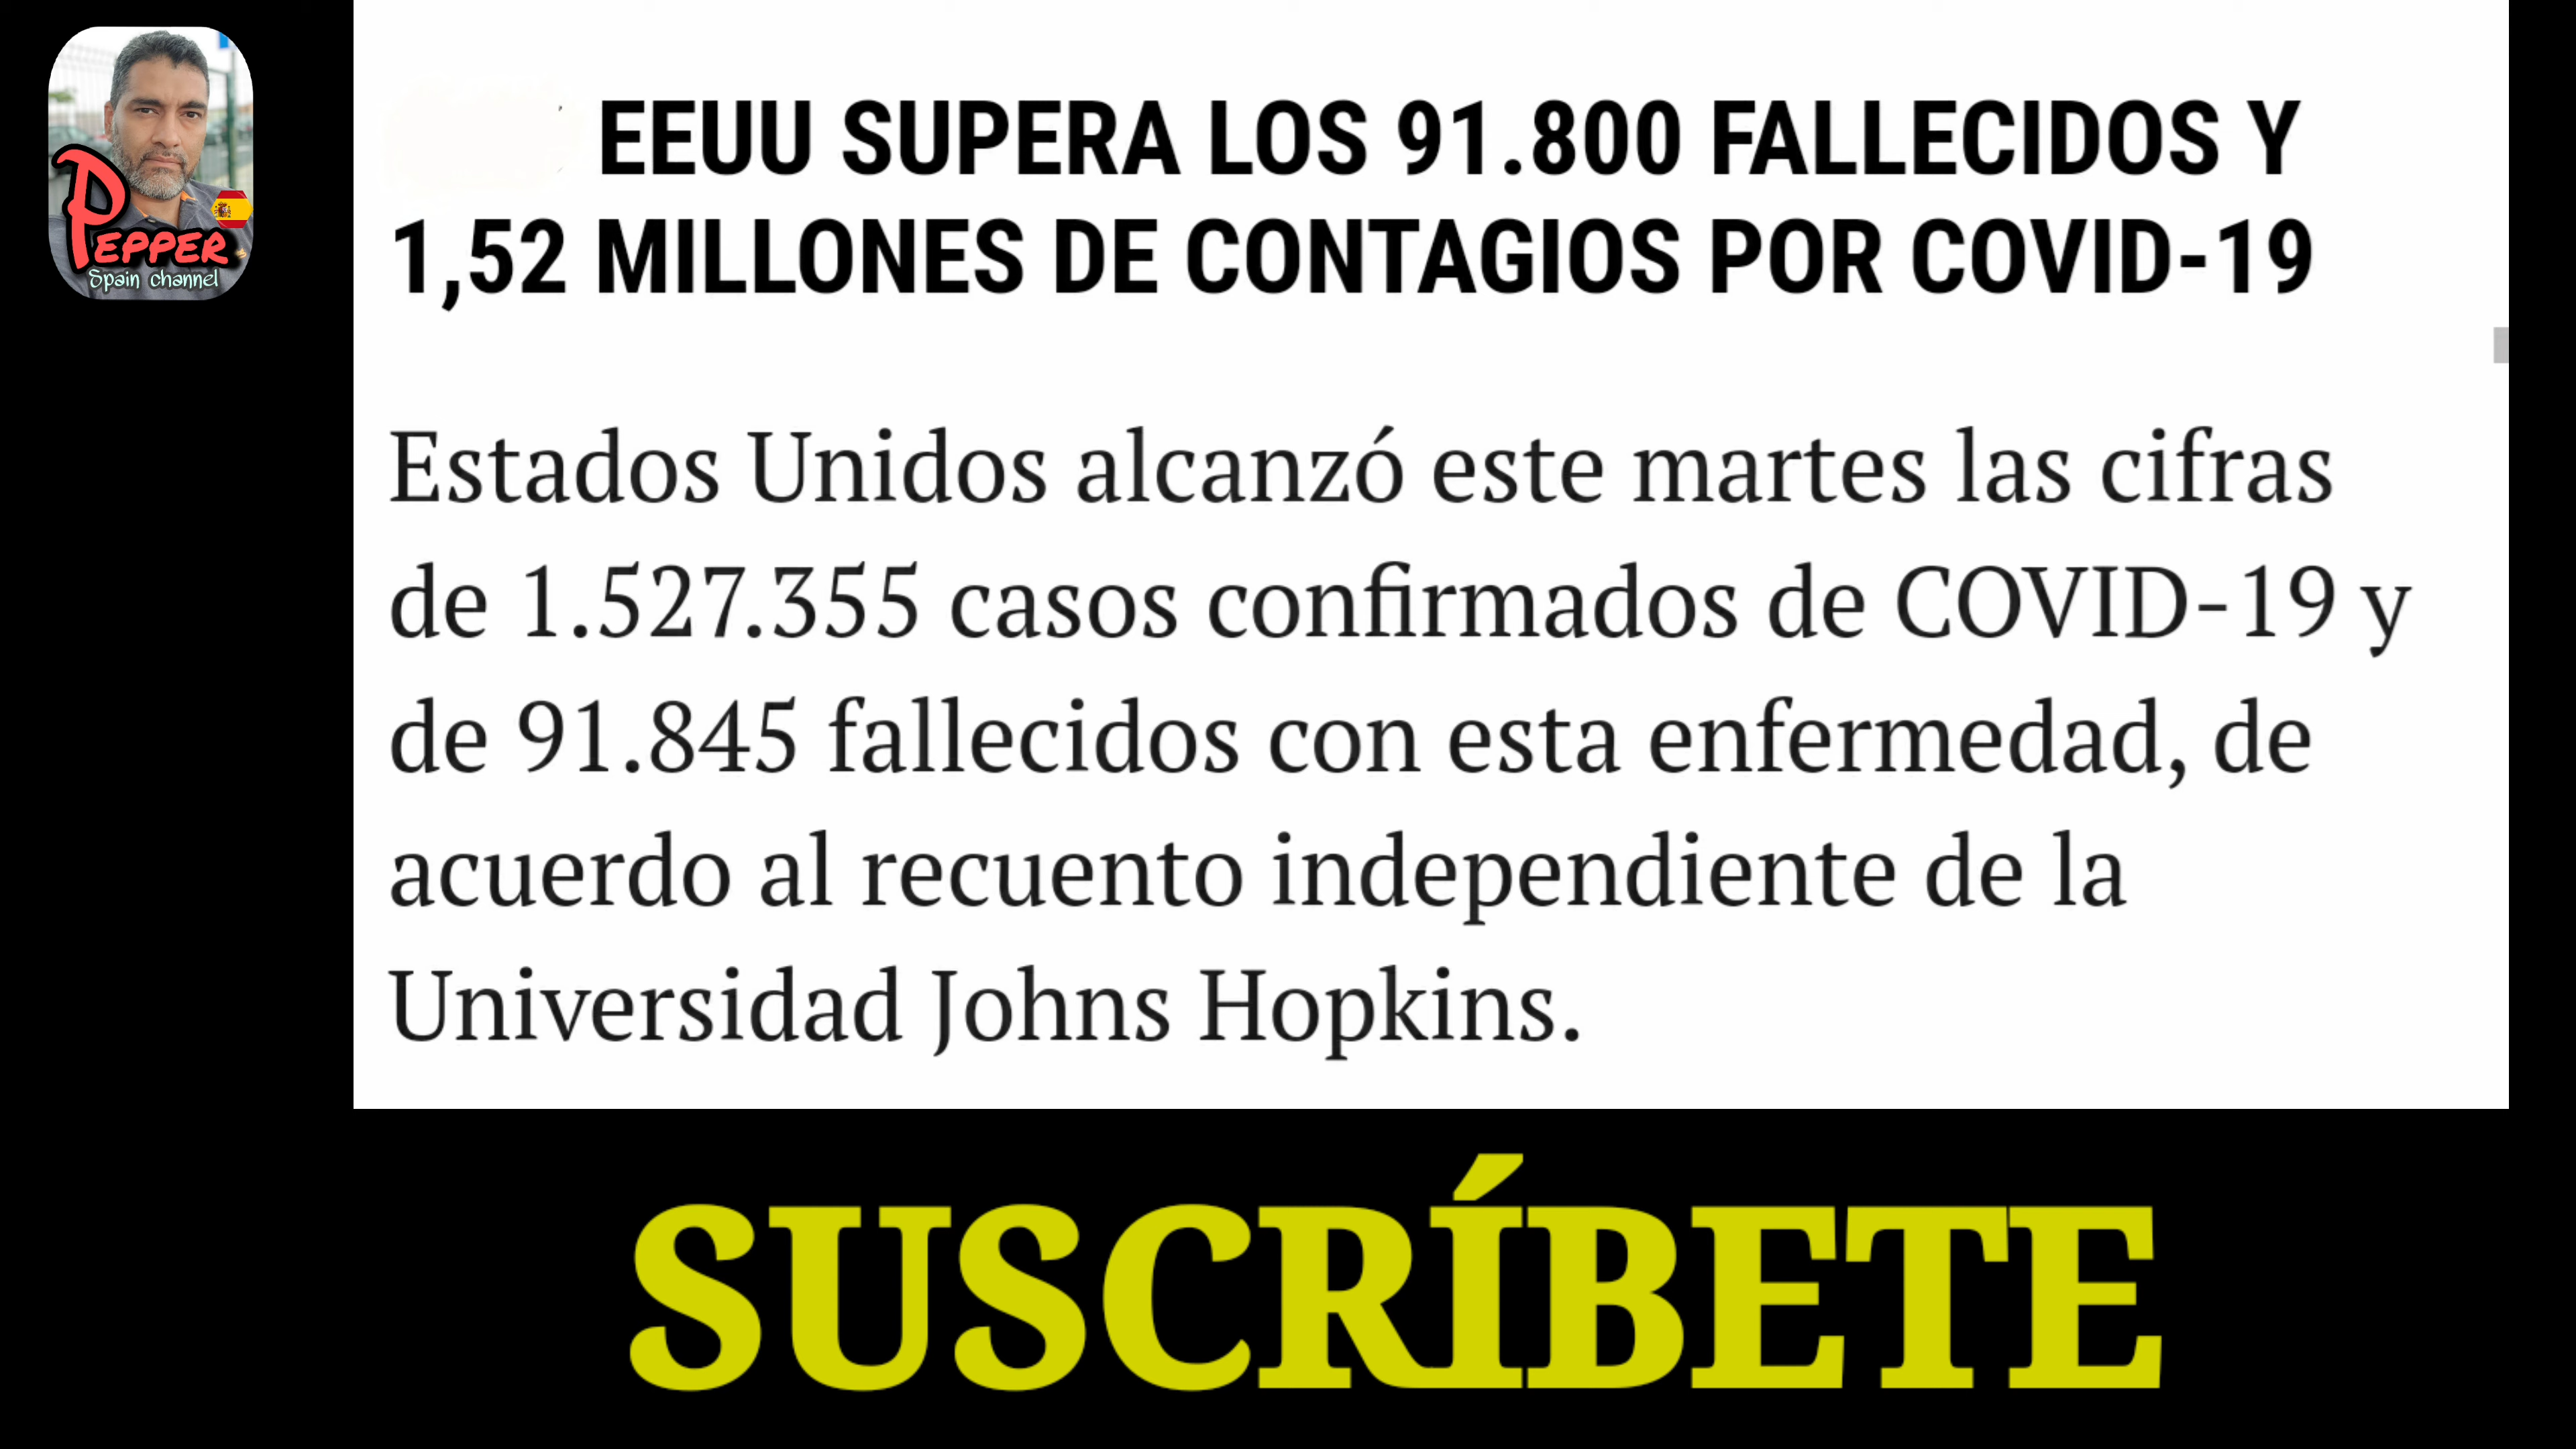 PEPPER
Spain channel
EEUU SUPERA LOS 91.800 FALLECIDOS Y
1,52 MILLONES DE CONTAGIOS POR COVID-19
Estados Unidos alcanzó este martes las cifras
de 1.527.355 casos confirmados de COVID-19 y
de 91.845 fallecidos con esta enfermedad, de
acuerdo al recuento independiente de la
Universidad Johns Hopkins.
SUSCRÍBETE